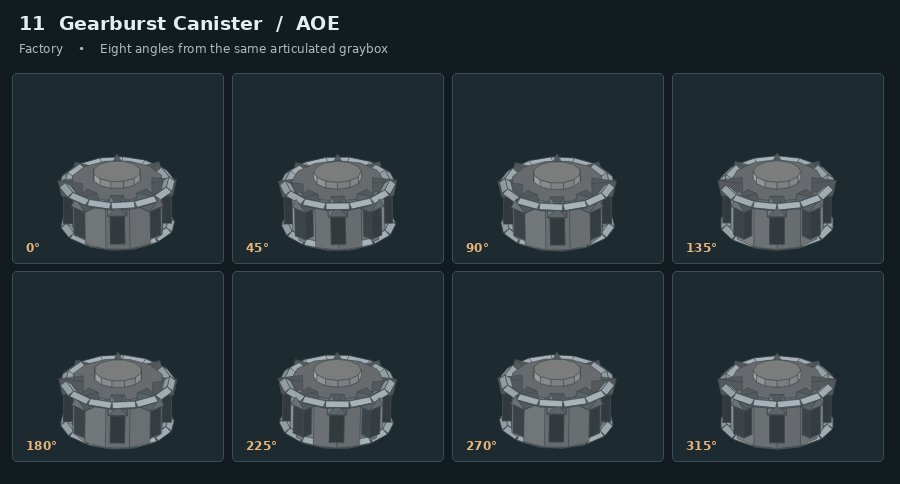 11 Gearburst Canister / AOE
Factory • Eight angles from the same articulated graybox
0° 45° 90° 135°
180° 225° 270° 315°